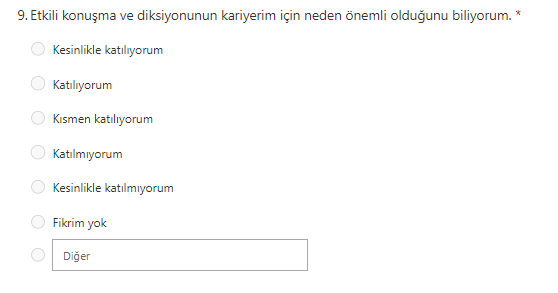 9. Etkili konuşma ve diksiyonunun kariyerim için neden önemli olduğunu biliyorum. *
Kesinlikle katılıyorum
Katılıyorum
Kısmen katılıyorum
Katılmıyorum
Kesinlikle katılmıyorum
Fikrim yok
Diğer